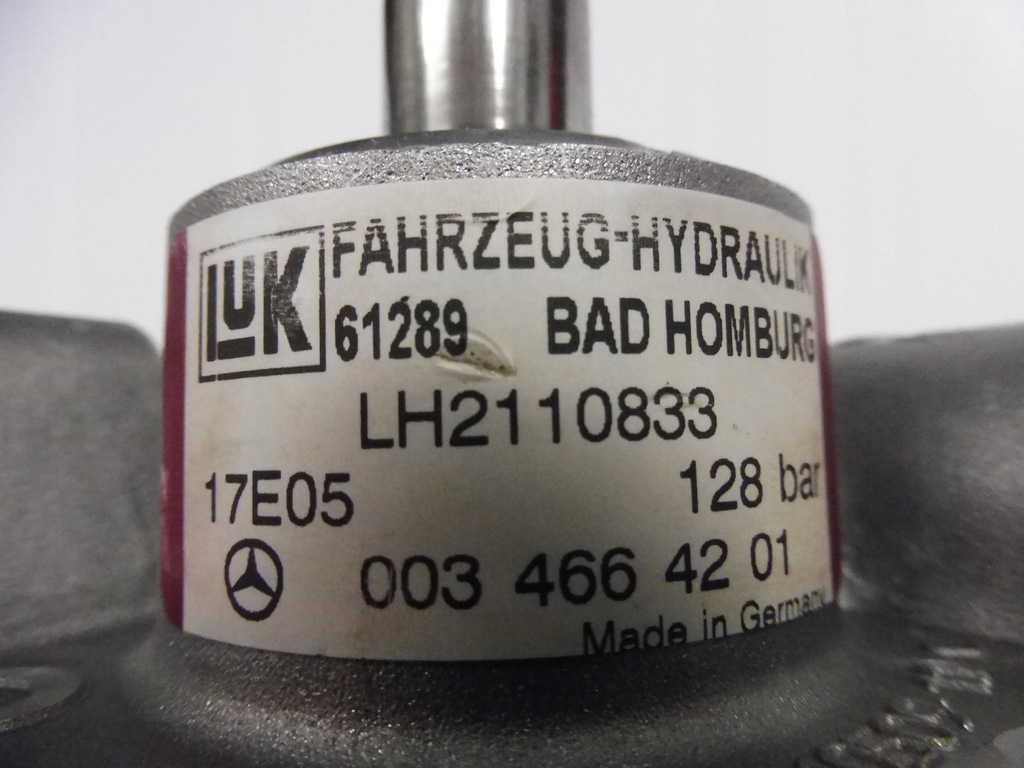 LUK FAHRZEUG-HYDRAULIK
61289 BAD HOMBURG
LH2110833
17E05 128 bar
003 466 42 01
Made in Germany